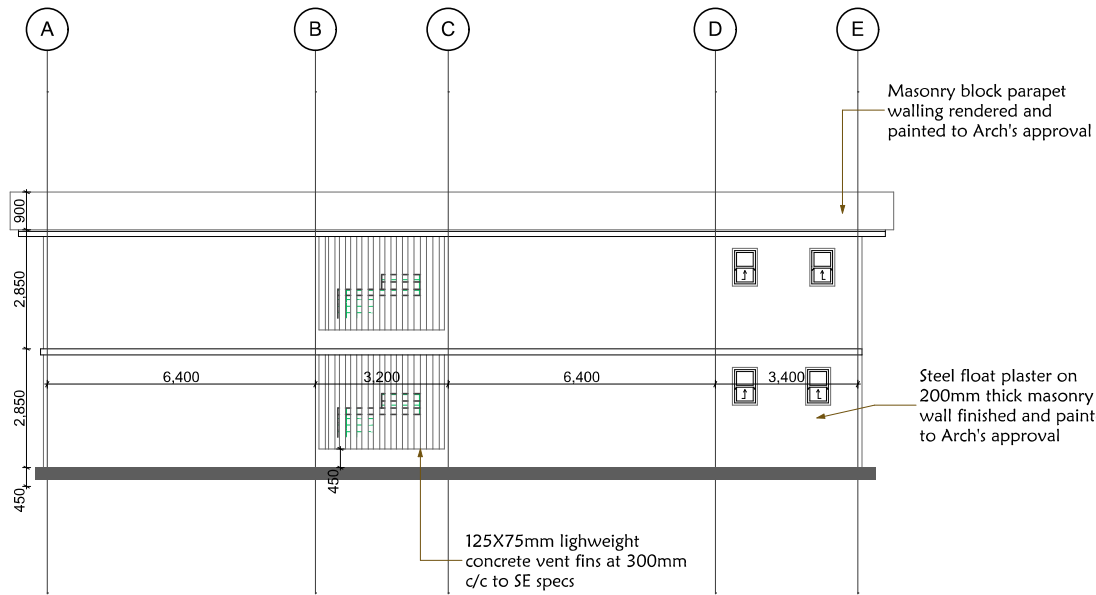 A
B
C
D
E
Masonry block parapet
walling rendered and
painted to Arch's approval
900
2,850
6,400
3,200
6,400
3,400
Steel float plaster on
200mm thick masonry
wall finished and paint
to Arch's approval
2,850
450
450
125X75mm lighweight
concrete vent fins at 300mm
c/c to SE specs